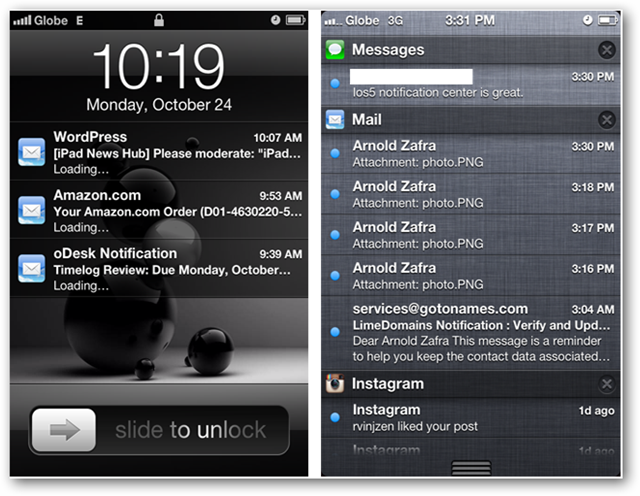 Globe E
10:19
Monday, October 24
WordPress 10:07 AM
[iPad News Hub] Please moderate: "iPad...
Loading...
Amazon.com 9:53 AM
Your Amazon.com Order (D01-4630220-5...
Loading...
oDesk Notification 9:39 AM
Timelog Review: Due Monday, October...
Loading...
slide to unlock
Globe 3G 3:31 PM
Messages
3:30 PM
Ios5 notification center is great.
Mail
Arnold Zafra 3:30 PM
Attachment: photo.PNG
Arnold Zafra 3:18 PM
Attachment: photo.PNG
Arnold Zafra 3:17 PM
Attachment: photo.PNG
Arnold Zafra 3:16 PM
Attachment: photo.PNG
services@gotonames.com 3:04 AM
LimeDomains Notification : Verify and Upd...
Dear Arnold Zafra This message is a reminder
to help you keep the contact data associated...
Instagram
Instagram 1d ago
rvinjzen liked your post